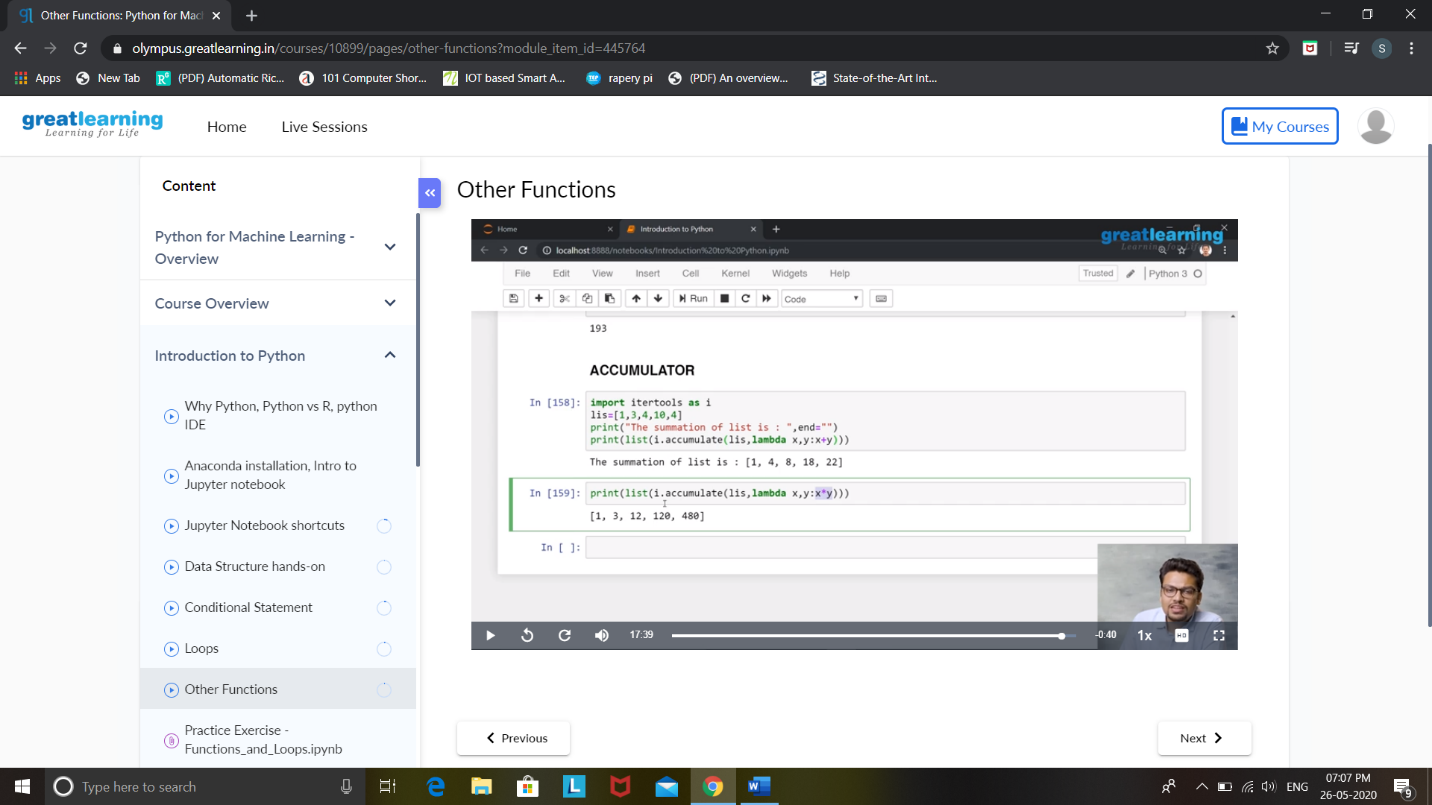 Other Functions: Python for Mac
olympus.greatlearning.in/courses/10899/pages/other-functions?module_item_id=445764
S
Apps
New Tab
(PDF) Automatic Ric...
101 Computer Shor...
IOT based Smart A...
rapery pi
(PDF) An overview...
State-of-the-Art Int...
greatlearning
Learning for Life
Home
Live Sessions
My Courses
Content
Python for Machine Learning -
Overview
Course Overview
Introduction to Python
Why Python, Python vs R, python
IDE
Anaconda installation, Intro to
Jupyter notebook
Jupyter Notebook shortcuts
Data Structure hands-on
Conditional Statement
Loops
Other Functions
Practice Exercise -
Functions_and_Loops.ipynb
Other Functions
Home
Introduction to Python
greatlearning
Learning for Life
localhost:8888/notebooks/Introduction%20to%20Python.ipynb
File Edit View Insert Cell Kernel Widgets Help
Trusted
Python 3
Run
Code
193
ACCUMULATOR
In [158]: import itertools as i
lis=[1,3,4,10,4]
print("The summation of list is : ",end="")
print(list(i.accumulate(lis,lambda x,y:x+y)))
The summation of list is : [1, 4, 8, 18, 22]
In [159]: print(list(i.accumulate(lis,lambda x,y:x*y)))
[1, 3, 12, 120, 480]
In [ ]:
17:39
-0:40
1x
HD
Previous
Next
Type here to search
L
W
ENG
07:07 PM
26-05-2020
9